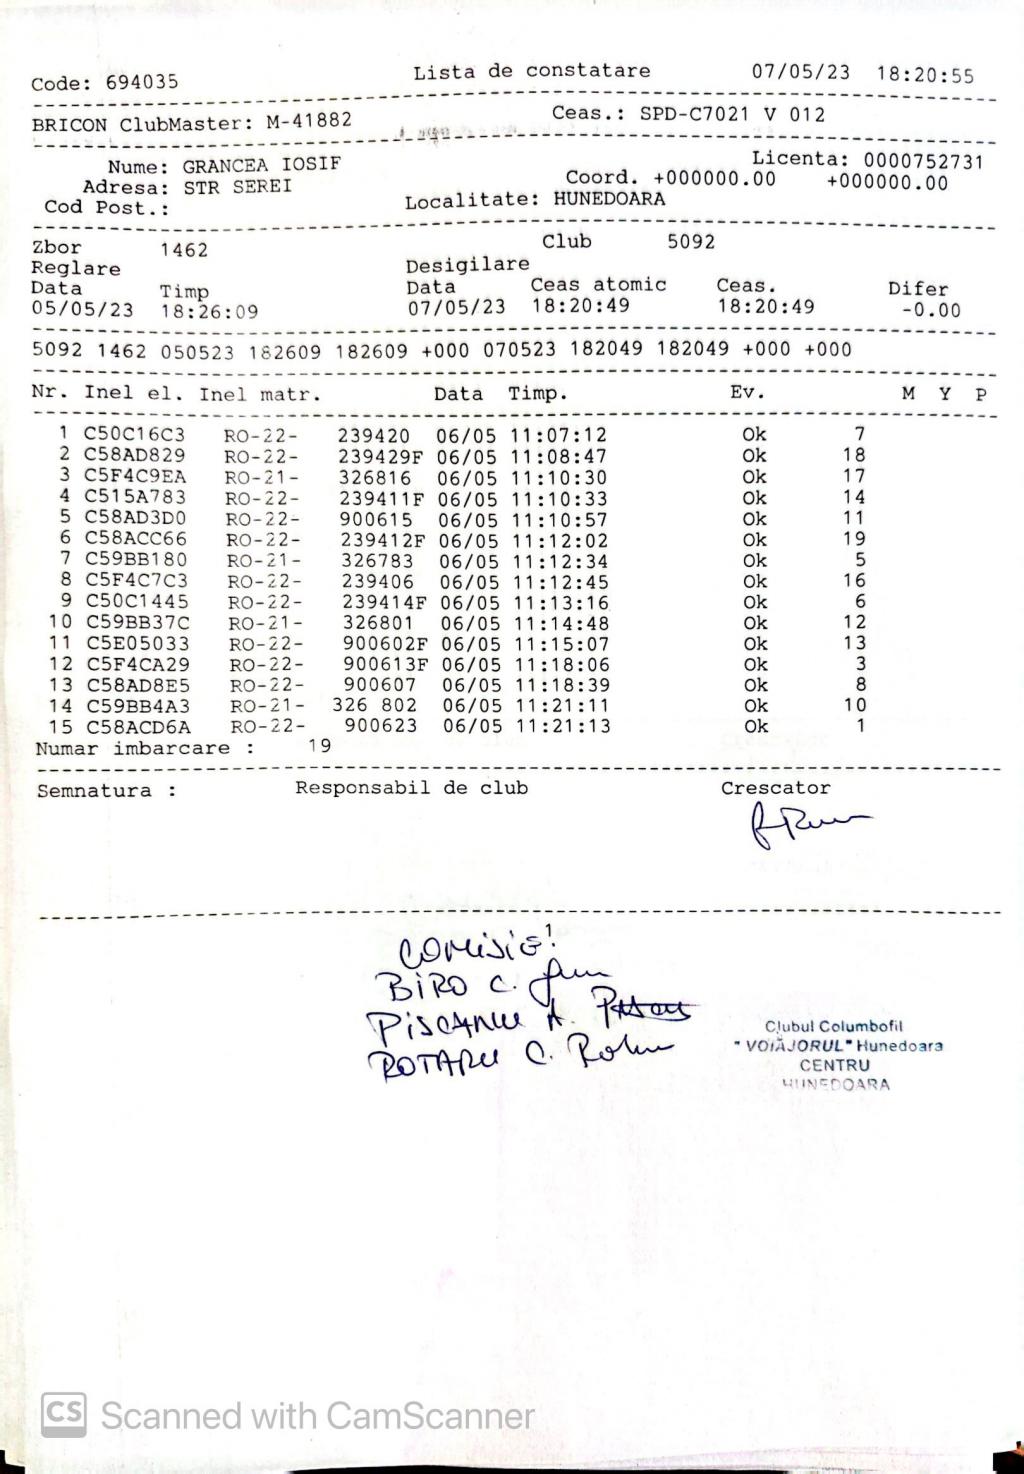 Code: 694035 Lista de constatare 07/05/23 18:20:55
BRICON ClubMaster: M-41882 Ceas.: SPD-C7021 V 012
Nume: GRANCEA IOSIF Licenta: 0000752731
Adresa: STR SEREI Coord. +000000.00 +000000.00
Cod Post.: Localitate: HUNEDOARA
Zbor 1462 Club 5092
Reglare Desigilare
Data Timp Data Ceas atomic Ceas. Difer
05/05/23 18:26:09 07/05/23 18:20:49 18:20:49 -0.00
5092 1462 050523 182609 182609 +000 070523 182049 182049 +000 +000
Nr. Inel el. Inel matr. Data Timp. Ev. M Y P
1 C50C16C3 RO-22- 239420 06/05 11:07:12 Ok 7
2 C58AD829 RO-22- 239429F 06/05 11:08:47 Ok 18
3 C5F4C9EA RO-21- 326816 06/05 11:10:30 Ok 17
4 C515A783 RO-22- 239411F 06/05 11:10:33 Ok 14
5 C58AD3D0 RO-22- 900615 06/05 11:10:57 Ok 11
6 C58ACC66 RO-22- 239412F 06/05 11:12:02 Ok 19
7 C59BB180 RO-21- 326783 06/05 11:12:34 Ok 5
8 C5F4C7C3 RO-22- 239406 06/05 11:12:45 Ok 16
9 C50C1445 RO-22- 239414F 06/05 11:13:16 Ok 6
10 C59BB37C RO-21- 326801 06/05 11:14:48 Ok 12
11 C5E05033 RO-22- 900602F 06/05 11:15:07 Ok 13
12 C5F4CA29 RO-22- 900613F 06/05 11:18:06 Ok 3
13 C58AD8E5 RO-22- 900607 06/05 11:18:39 Ok 8
14 C59BB4A3 RO-21- 326 802 06/05 11:21:11 Ok 10
15 C58ACD6A RO-22- 900623 06/05 11:21:13 Ok 1
Numar imbarcare : 19
Semnatura : Responsabil de club Crescator
1
COMISIE:
BIRO C.
PISCANU A.
ROTARU C.
Clubul Columbofil
"VOIAJORUL" Hunedoara
CENTRU
HUNEDOARA
CS Scanned with CamScanner